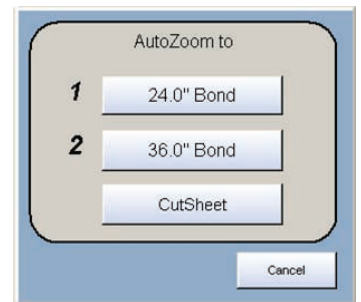 AutoZoom to
1 24.0" Bond
2 36.0" Bond
CutSheet
Cancel